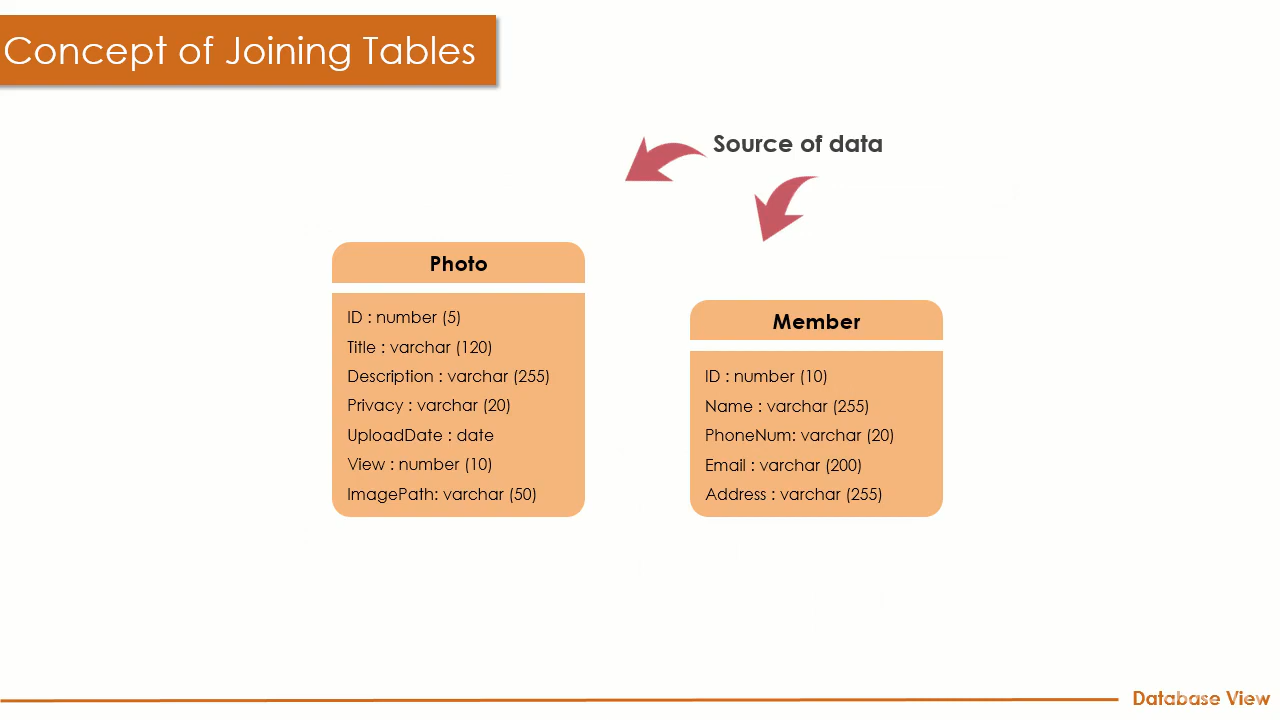 Concept of Joining Tables
Source of data
Photo
ID : number (5)
Title : varchar (120)
Description : varchar (255)
Privacy : varchar (20)
UploadDate : date
View : number (10)
ImagePath: varchar (50)
Member
ID : number (10)
Name : varchar (255)
PhoneNum: varchar (20)
Email : varchar (200)
Address : varchar (255)
Database View